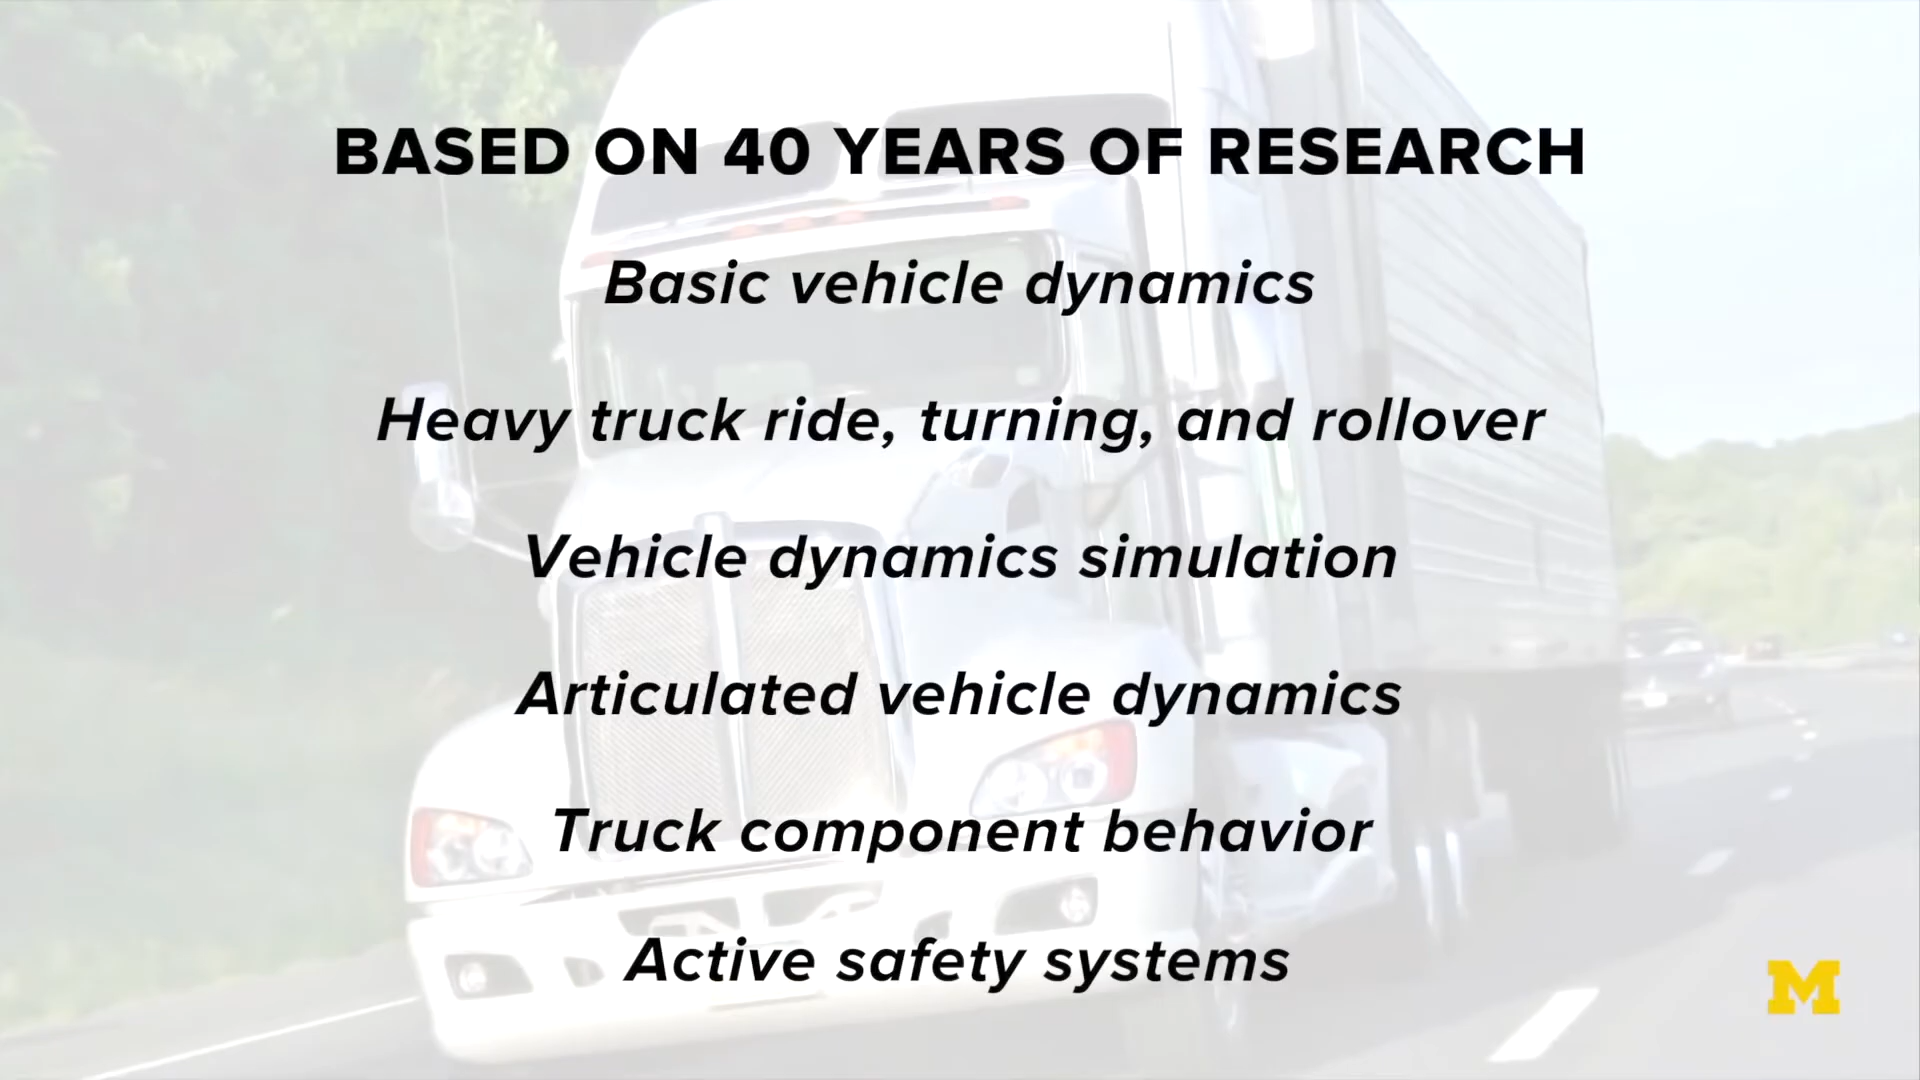 BASED ON 40 YEARS OF RESEARCH
Basic vehicle dynamics
Heavy truck ride, turning, and rollover
Vehicle dynamics simulation
Articulated vehicle dynamics
Truck component behavior
Active safety systems
M